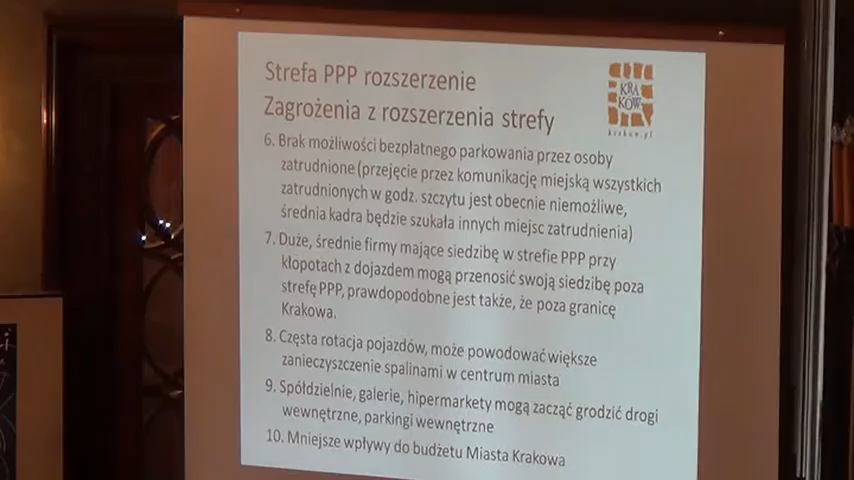 Strefa PPP rozszerzenie
Zagrożenia z rozszerzenia strefy
KRA
KÓW
krakow.pl
6. Brak możliwości bezpłatnego parkowania przez osoby
zatrudnione (przejęcie przez komunikację miejską wszystkich
zatrudnionych w godz. szczytu jest obecnie niemożliwe,
średnia kadra będzie szukała innych miejsc zatrudnienia)
7. Duże, średnie firmy mające siedzibę w strefie PPP przy
kłopotach z dojazdem mogą przenosić swoją siedzibę poza
strefę PPP, prawdopodobne jest także, że poza granicę
Krakowa.
8. Częsta rotacja pojazdów, może powodować większe
zanieczyszczenie spalinami w centrum miasta
9. Spółdzielnie, galerie, hipermarkety mogą zacząć grodzić drogi
wewnętrzne, parkingi wewnętrzne
10. Mniejsze wpływy do budżetu Miasta Krakowa